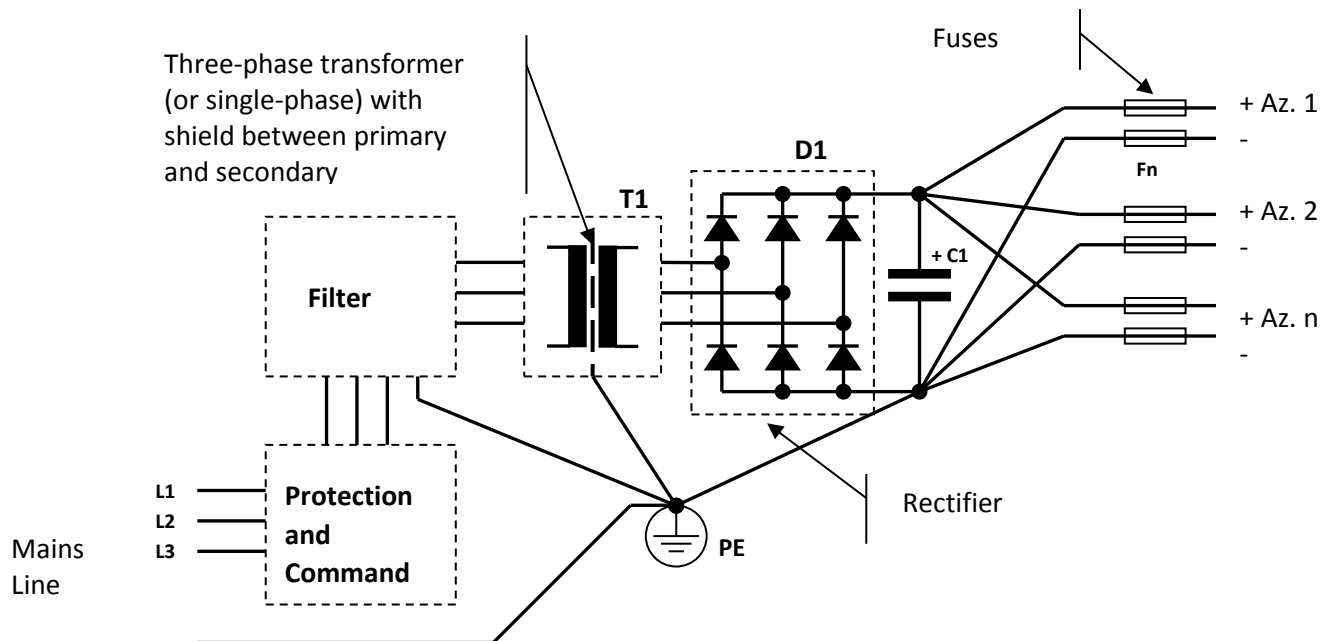 Fuses
Three-phase transformer
(or single-phase) with
shield between primary
and secondary
+ Az. 1
-
Fn
D1
T1
+ Az. 2
-
+ C1
Filter
+ Az. n
-
L1
L2
L3
Protection
and
Command
Rectifier
PE
Mains
Line